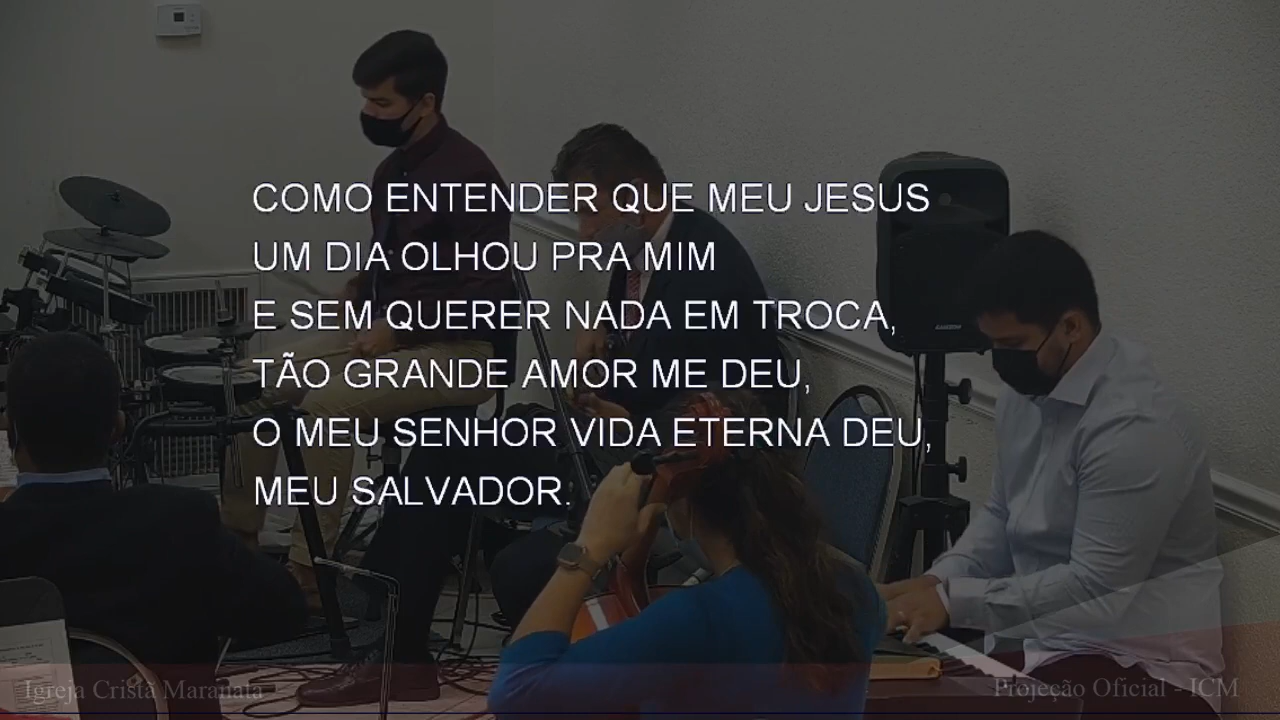 COMO ENTENDER QUE MEU JESUS
UM DIA OLHOU PRA MIM
E SEM QUERER NADA EM TROCA,
TÃO GRANDE AMOR ME DEU,
O MEU SENHOR VIDA ETERNA DEU,
MEU SALVADOR.
Igreja Cristã Maranata
Projeção Oficial - ICM